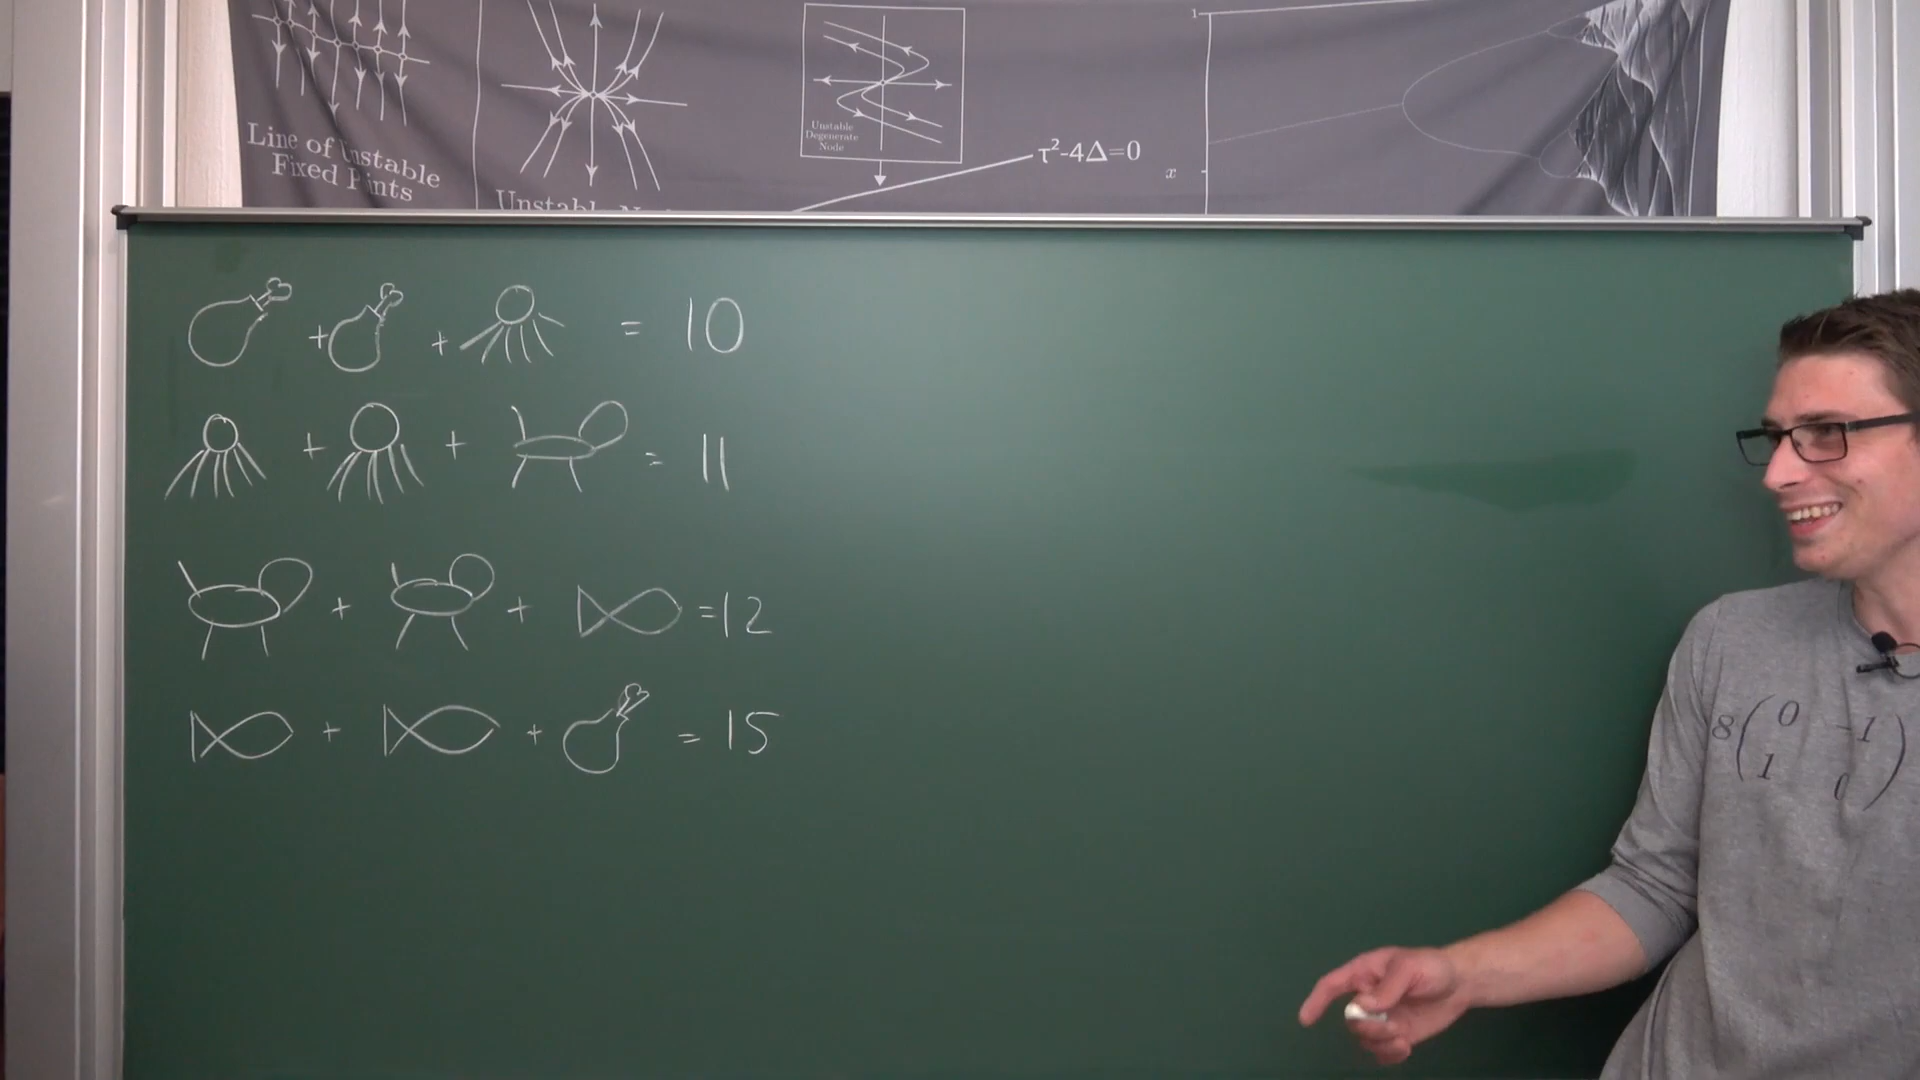 Line of Unstable
Fixed Points
Unstable
Degenerate
Node
τ²-4Δ=0
1
x
+ + = 10
+ + = 11
+ + =12
+ + = 15
8(0 -1
1 0)